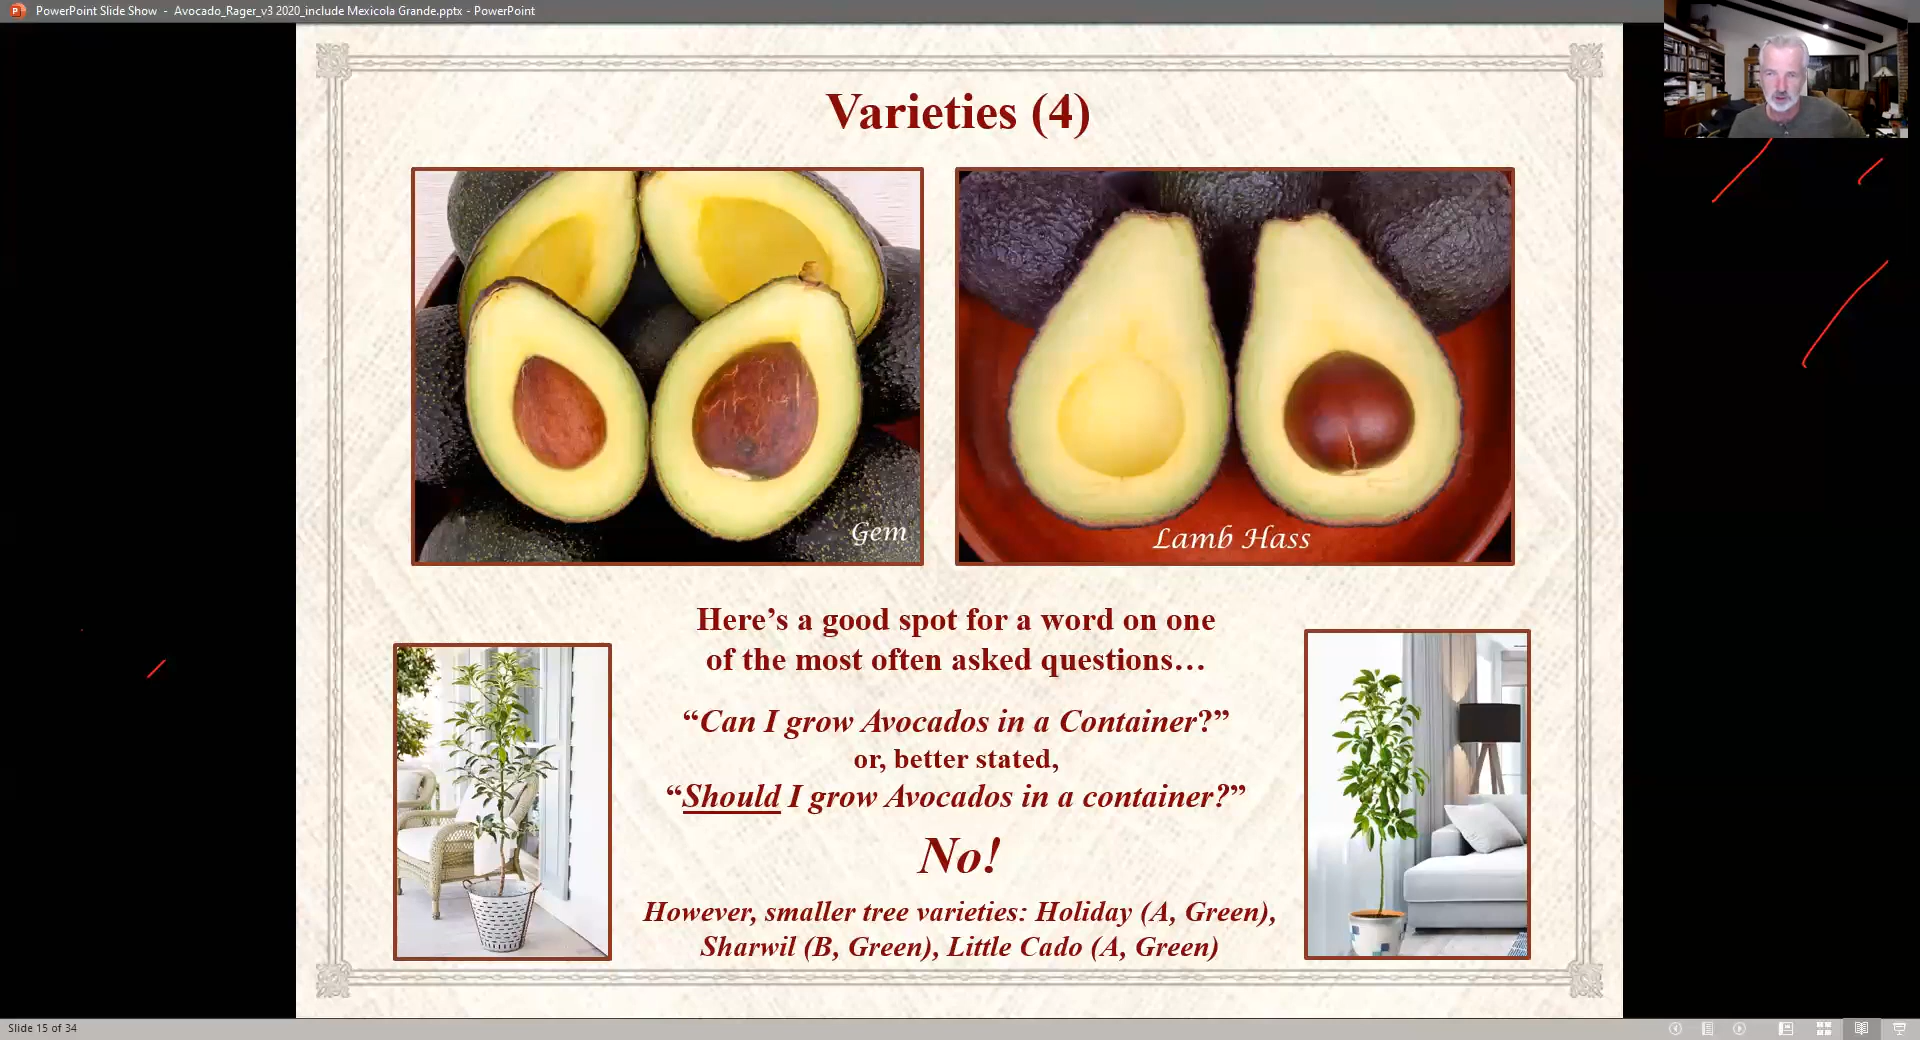 PowerPoint Slide Show - Avocado_Rager_v3 2020_include Mexicola Grande.pptx - PowerPoint
Varieties (4)
Gem
Lamb Hass
Here’s a good spot for a word on one
of the most often asked questions…
“Can I grow Avocados in a Container?”
or, better stated,
“Should I grow Avocados in a container?”
No!
However, smaller tree varieties: Holiday (A, Green),
Sharwil (B, Green), Little Cado (A, Green)
Slide 15 of 34